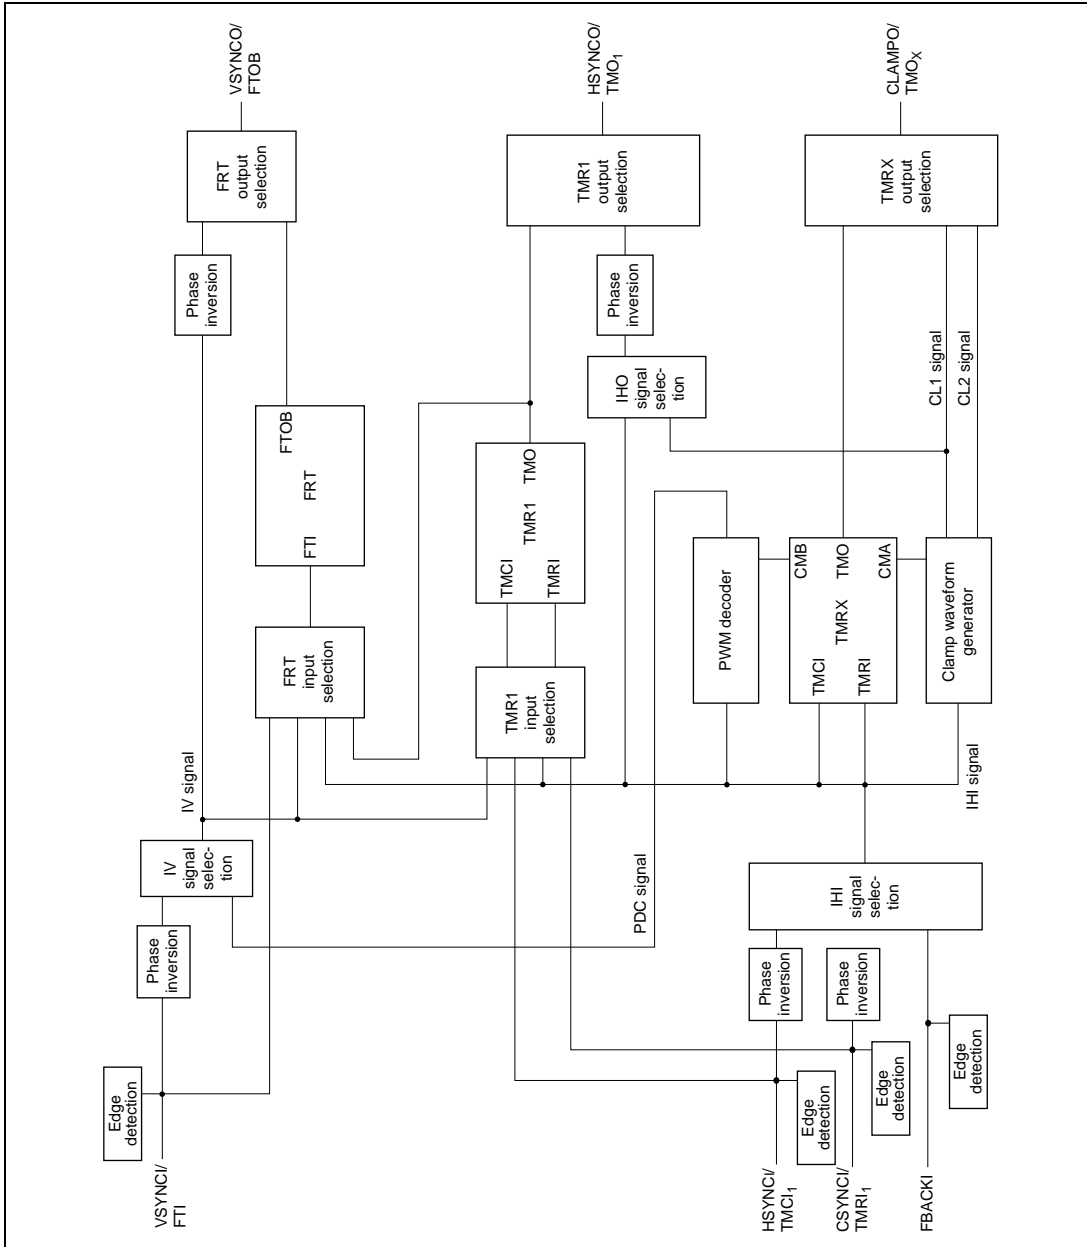 VSYNCO/
FTOB
HSYNCO/
TMO1
CLAMPO/
TMOX
FRT
output
selection
TMR1
output
selection
TMRX
output
selection
Phase
inversion
Phase
inversion
IHO
signal
selec-
tion
CL1 signal
CL2 signal
FTOB
FRT
FTI
TMO
TMR1
TMCI
TMRI
PWM decoder
CMB
TMO
CMA
TMRX
TMCI
TMRI
Clamp waveform
generator
FRT
input
selection
TMR1
input
selection
IV signal
IHI signal
IV
signal
selec-
tion
PDC signal
IHI
signal
selec-
tion
Phase
inversion
Phase
inversion
Phase
inversion
Edge
detection
Edge
detection
Edge
detection
Edge
detection
VSYNCI/
FTI
HSYNCI/
TMCI1
CSYNCI/
TMRI1
FBACKI